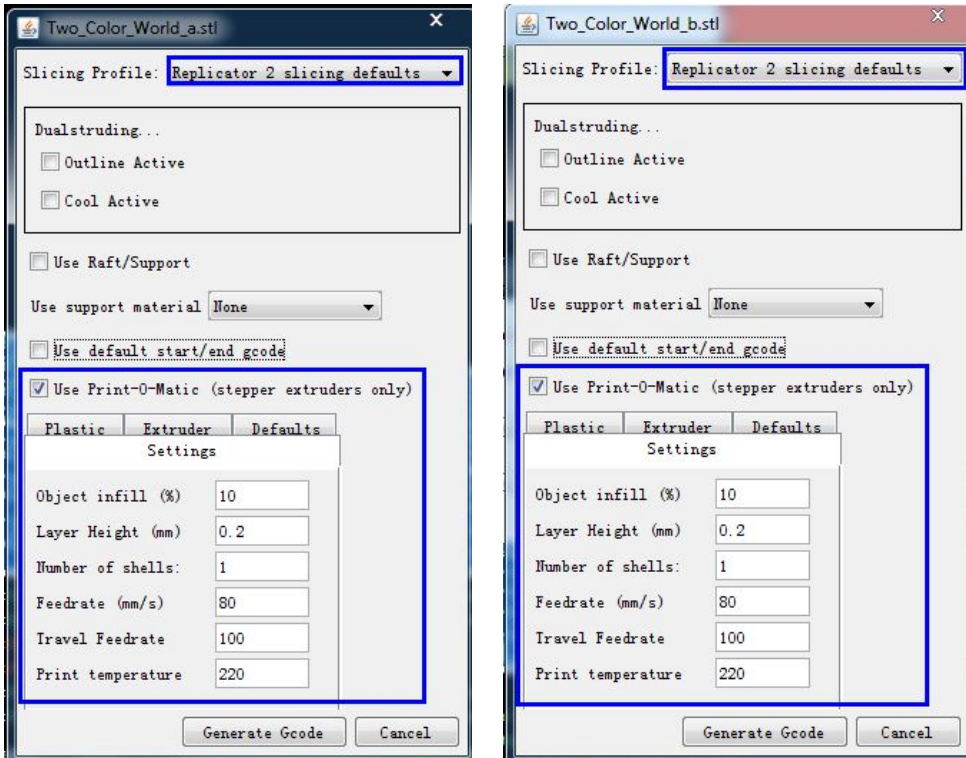 Two_Color_World_a.stl
Slicing Profile: Replicator 2 slicing defaults
Dualstruding...
Outline Active
Cool Active
Use Raft/Support
Use support material None
Use default start/end gcode
Use Print-O-Matic (stepper extruders only)
Plastic Extruder Defaults
Settings
Object infill (%) 10
Layer Height (mm) 0.2
Number of shells: 1
Feedrate (mm/s) 80
Travel Feedrate 100
Print temperature 220
Generate Gcode Cancel
Two_Color_World_b.stl
Slicing Profile: Replicator 2 slicing defaults
Dualstruding...
Outline Active
Cool Active
Use Raft/Support
Use support material None
Use default start/end gcode
Use Print-O-Matic (stepper extruders only)
Plastic Extruder Defaults
Settings
Object infill (%) 10
Layer Height (mm) 0.2
Number of shells: 1
Feedrate (mm/s) 80
Travel Feedrate 100
Print temperature 220
Generate Gcode Cancel